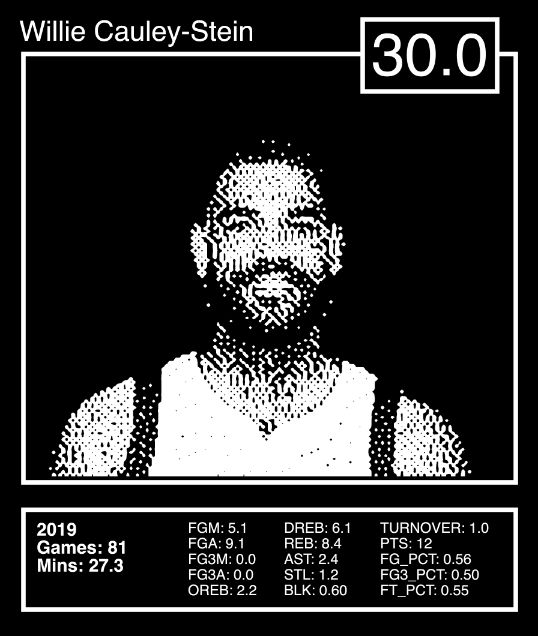 Willie Cauley-Stein
30.0
2019
Games: 81
Mins: 27.3
FGM: 5.1
FGA: 9.1
FG3M: 0.0
FG3A: 0.0
OREB: 2.2
DREB: 6.1
REB: 8.4
AST: 2.4
STL: 1.2
BLK: 0.60
TURNOVER: 1.0
PTS: 12
FG_PCT: 0.56
FG3_PCT: 0.50
FT_PCT: 0.55